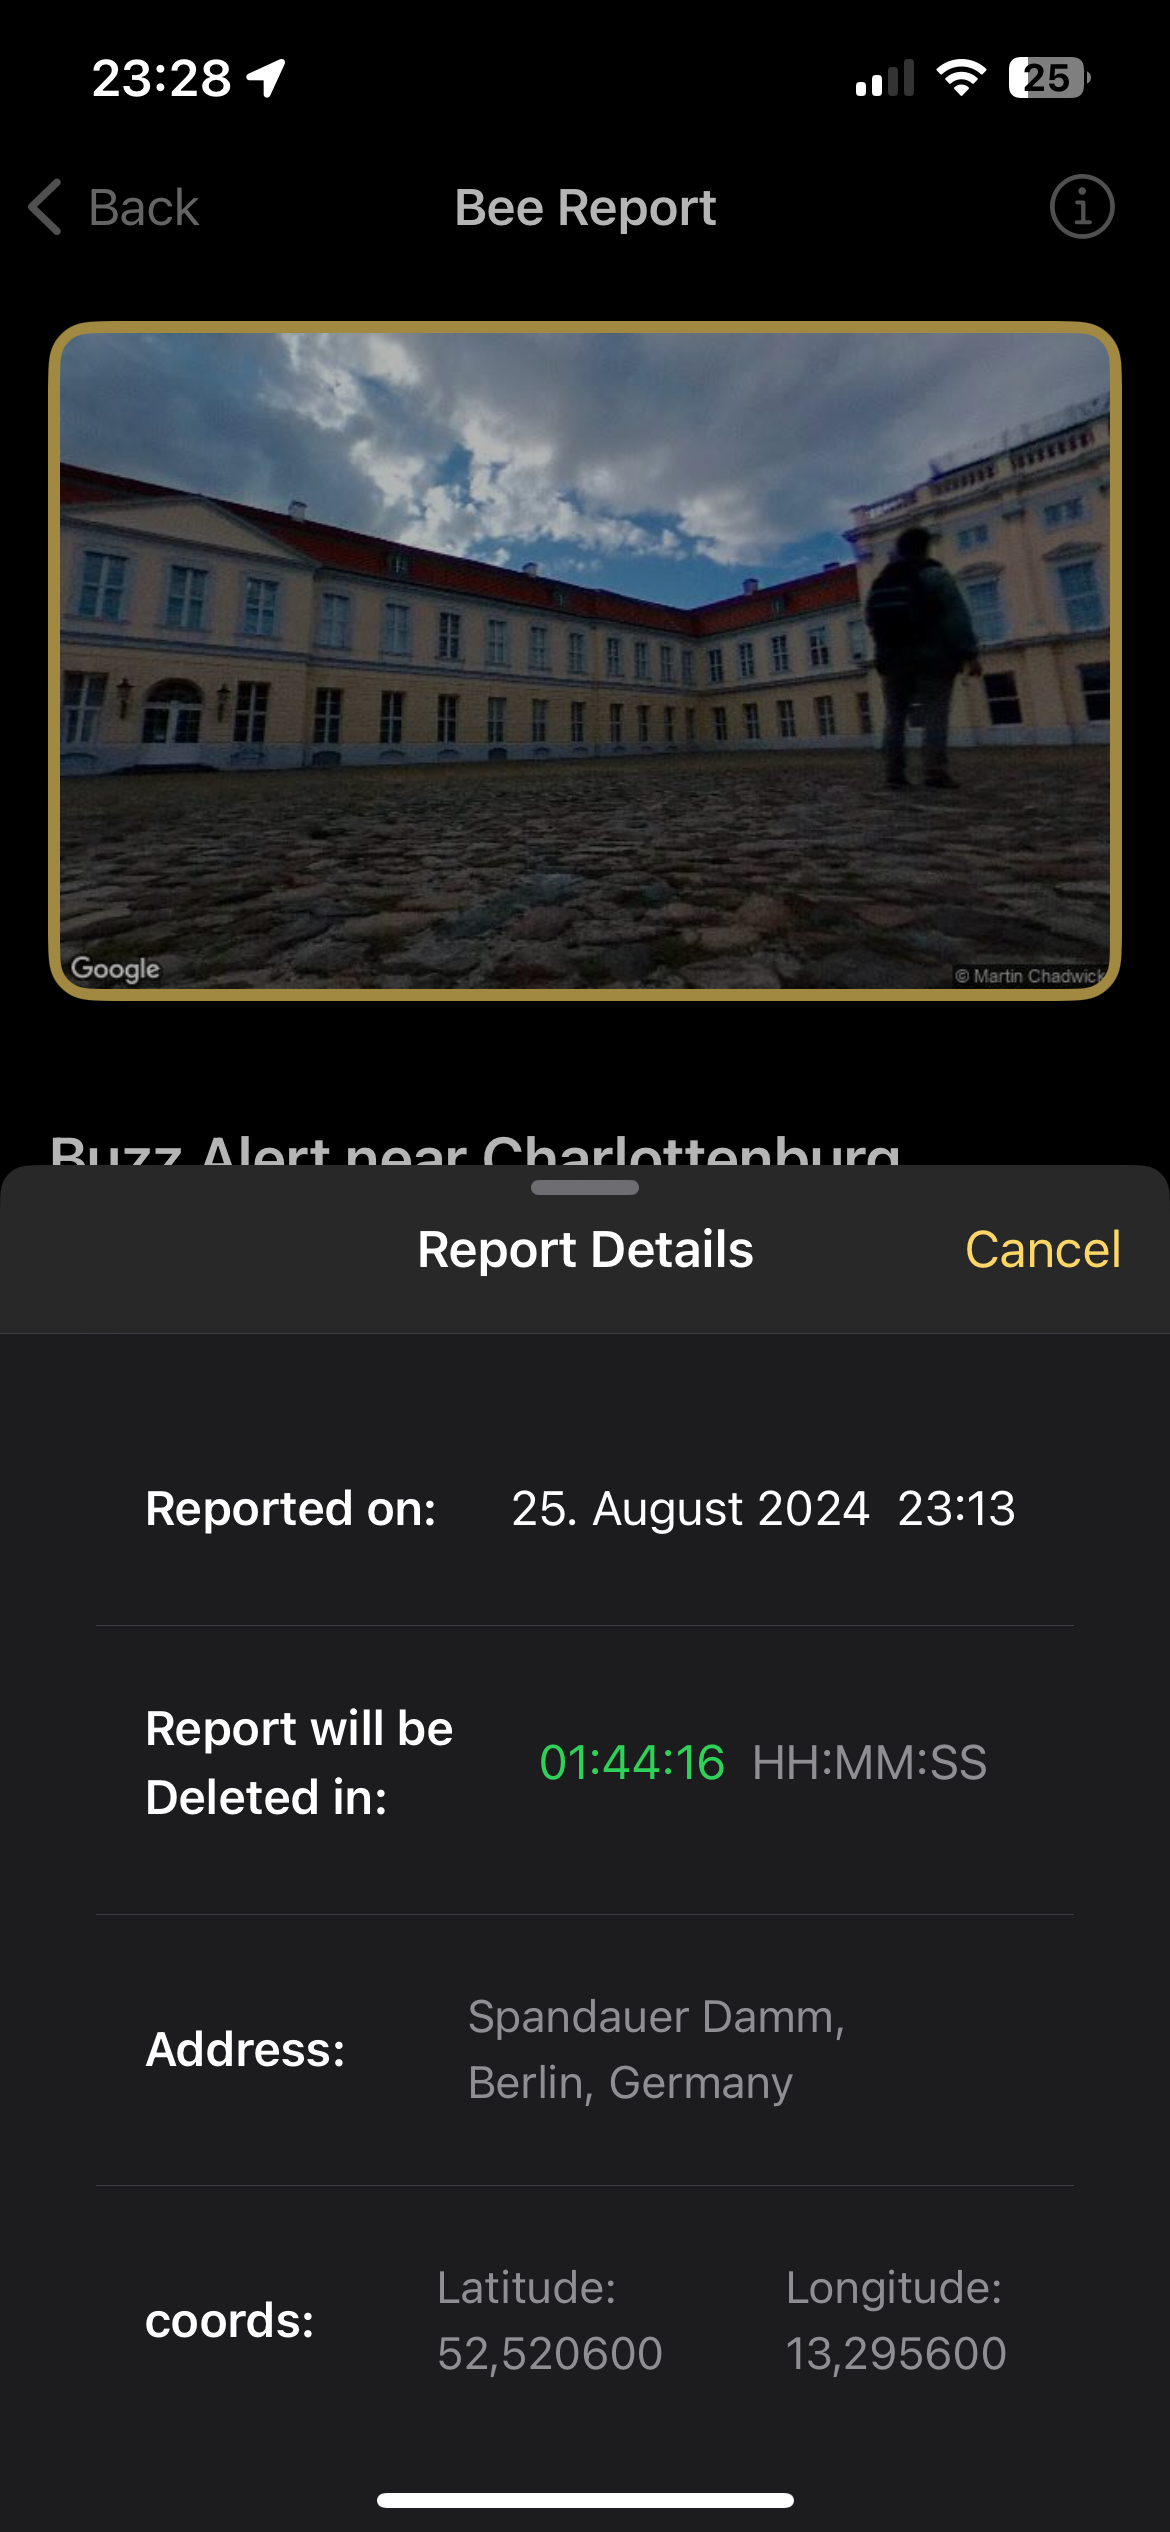 23:28
25
Back
Bee Report
Google
© Martin Chadwick
Buzz Alert near Charlottenburg
Report Details
Cancel
Reported on:
25. August 2024 23:13
Report will be
Deleted in:
01:44:16 HH:MM:SS
Address:
Spandauer Damm,
Berlin, Germany
coords:
Latitude:
52,520600
Longitude:
13,295600